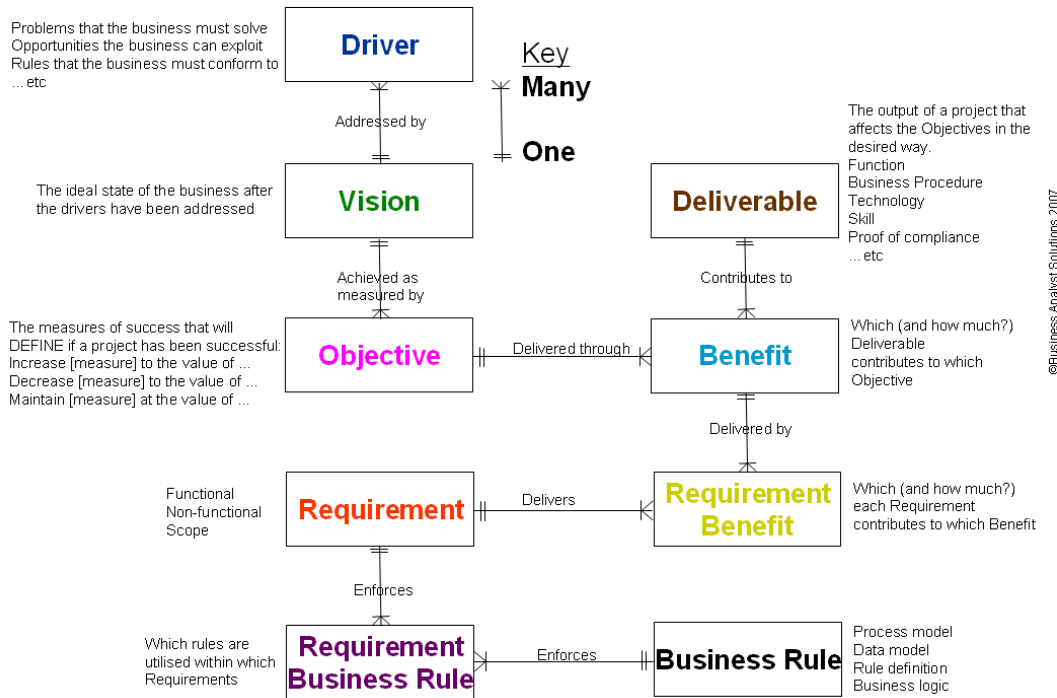 Problems that the business must solve
Opportunities the business can exploit
Rules that the business must conform to
... etc
Driver
Key
Many
One
Addressed by
The ideal state of the business after
the drivers have been addressed
Vision
Deliverable
The output of a project that
affects the Objectives in the
desired way.
Function
Business Procedure
Technology
Skill
Proof of compliance
... etc
©Business Analyst Solutions 2007
Achieved as
measured by
Contributes to
The measures of success that will
DEFINE if a project has been successful:
Increase [measure] to the value of ...
Decrease [measure] to the value of ...
Maintain [measure] at the value of ...
Objective
Delivered through
Benefit
Which (and how much?)
Deliverable
contributes to which
Objective
Delivered by
Functional
Non-functional
Scope
Requirement
Delivers
Requirement
Benefit
Which (and how much?)
each Requirement
contributes to which Benefit
Enforces
Which rules are
utilised within which
Requirements
Requirement
Business Rule
Enforces
Business Rule
Process model
Data model
Rule definition
Business logic